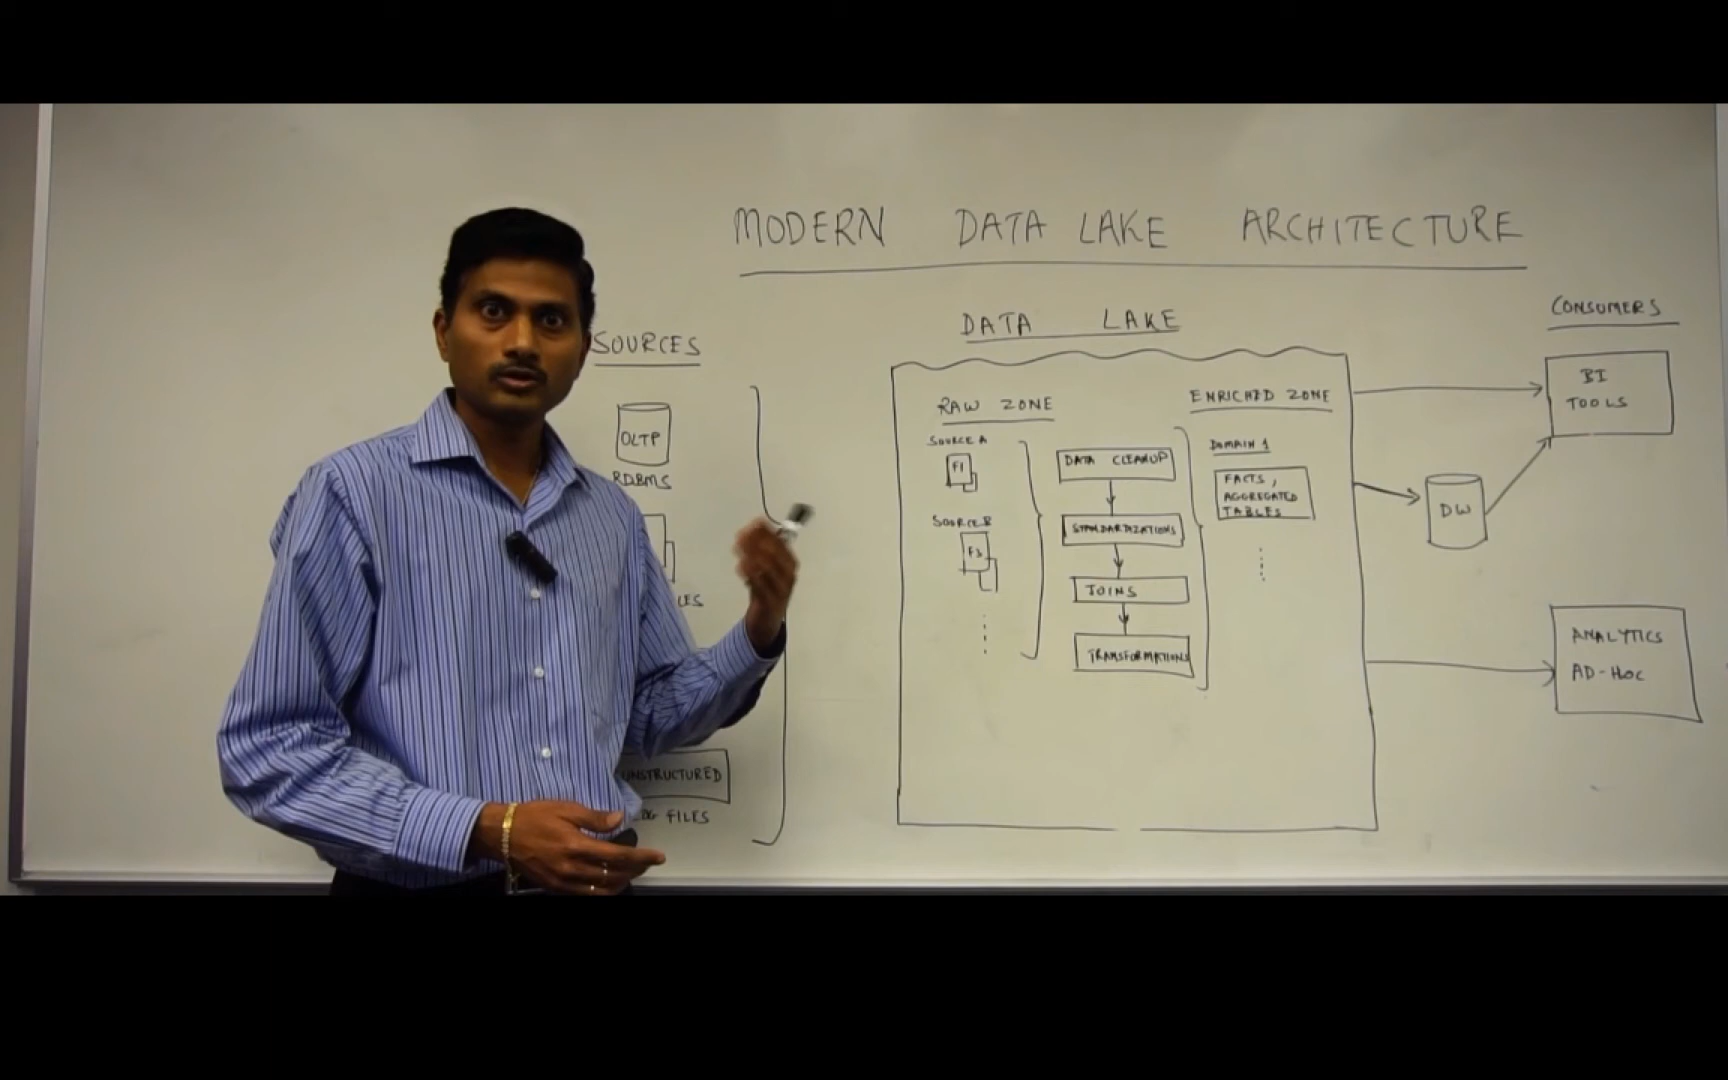 MODERN DATA LAKE ARCHITECTURE
SOURCES
OLTP
RDBMS
UNSTRUCTURED
FILES
DATA LAKE
RAW ZONE
SOURCE A
F1
SOURCE B
F3
DATA CLEANUP
STANDARDIZATIONS
JOINS
TRANSFORMATIONS
ENRICHED ZONE
DOMAIN 1
FACTS,
AGGREGATED
TABLES
DW
CONSUMERS
BI
TOOLS
ANALYTICS
AD-HOC